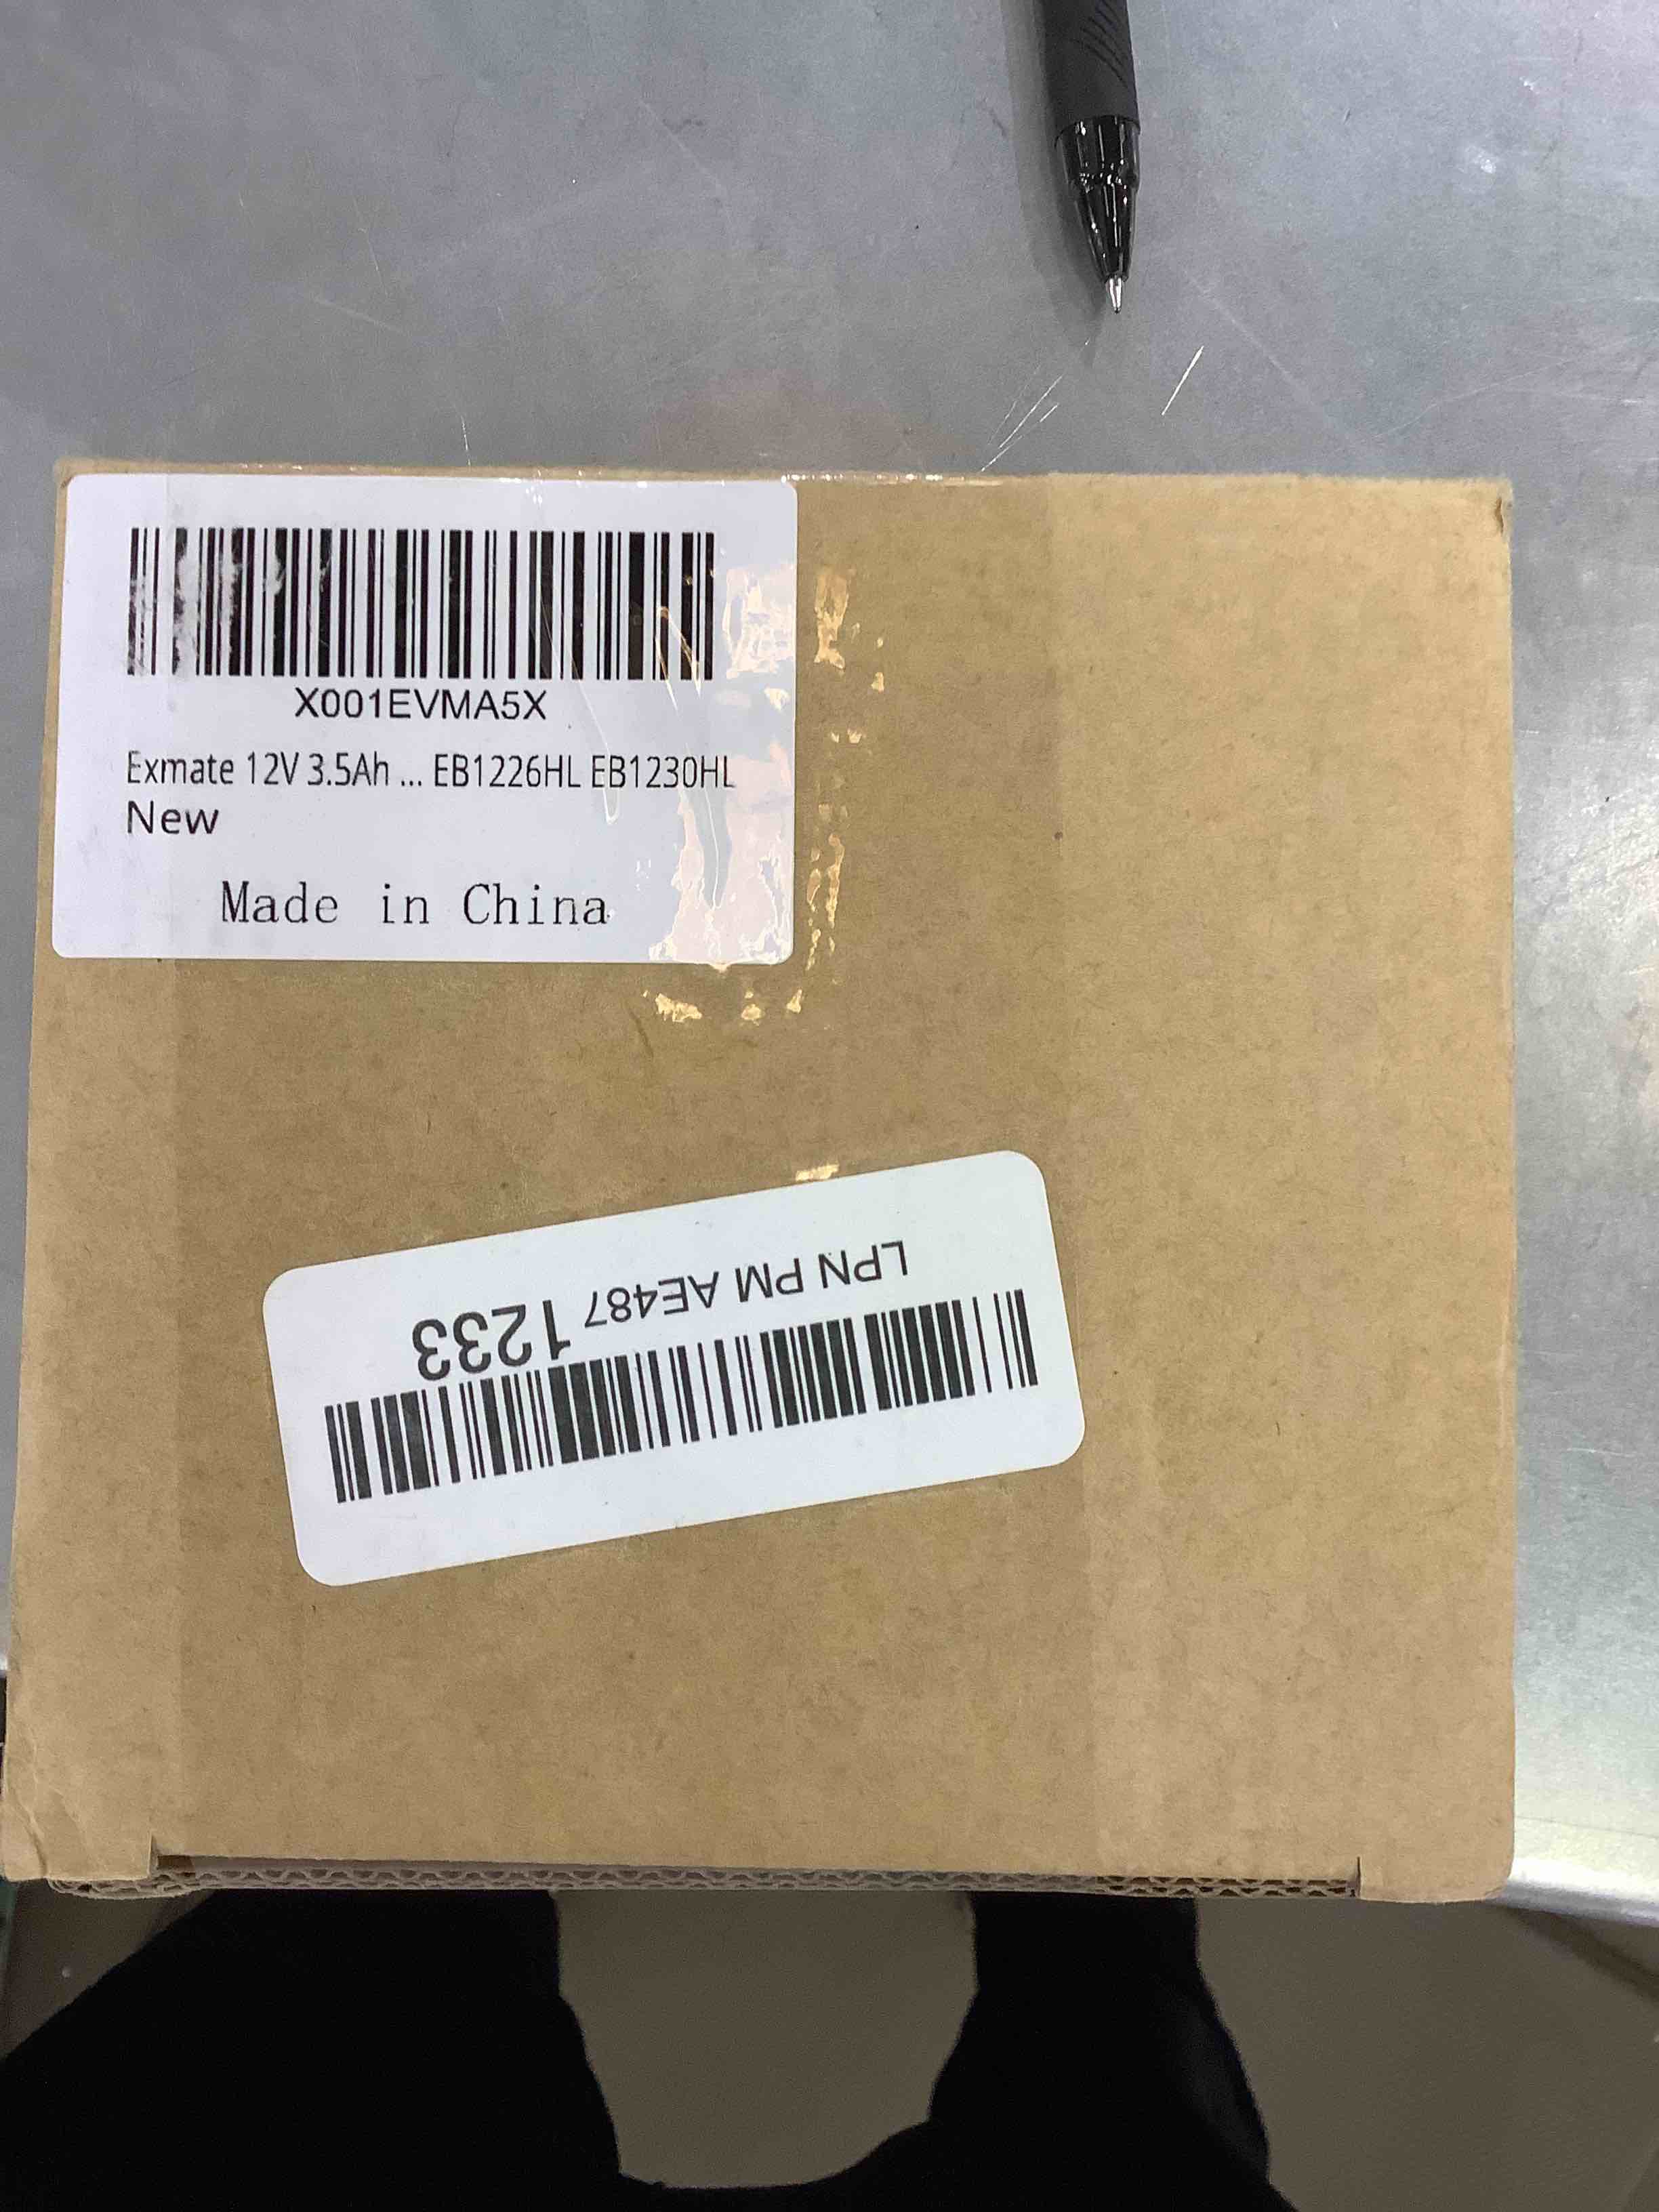 X001EVMA5X
Exmate 12V 3.5Ah ... EB1226HL EB1230HL
New
Made in China
LPN PM AE487 1233